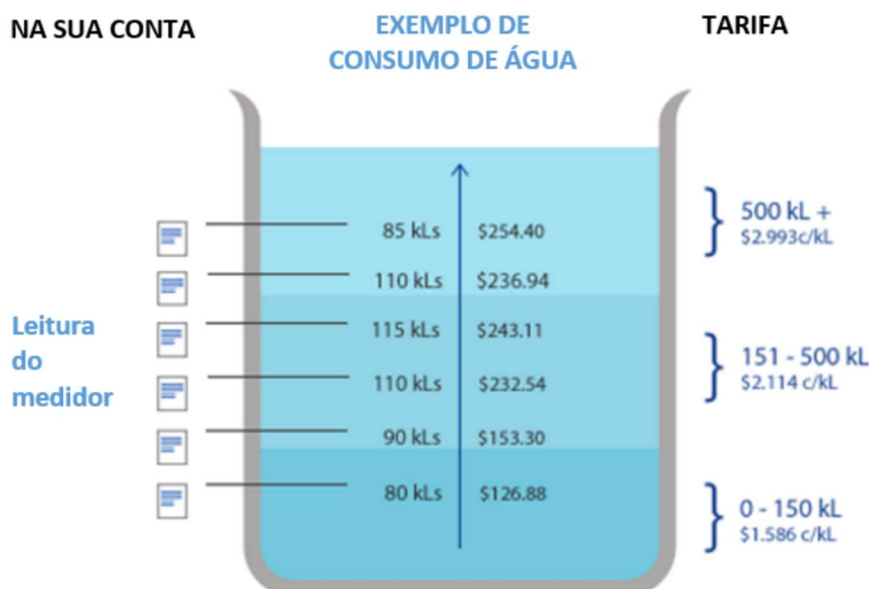 NA SUA CONTA
EXEMPLO DE
CONSUMO DE ÁGUA
TARIFA
85 kLs $254.40
110 kLs $236.94
115 kLs $243.11
110 kLs $232.54
90 kLs $153.30
80 kLs $126.88
Leitura
do
medidor
500 kL +
$2.993c/kL
151 - 500 kL
$2.114 c/kL
0 - 150 kL
$1.586 c/kL